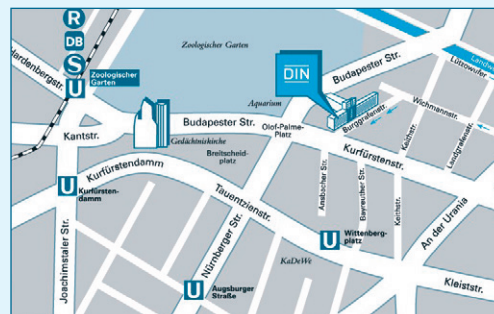 R
DB
S
U
Zoologischer
Garten
Hardenbergstr.
Zoologischer Garten
DIN
Landw
Lützowufer
Budapester Str.
Aquarium
Wichmannstr.
Burggrafenstr.
Keithstr.
Landgrafenstr.
Budapester Str.
Olof-Palme-
Platz
Kantstr.
Gedächtniskirche
Breitscheid-
platz
Kurfürstenstr.
Kurfürstendamm
U
Kurfürsten-
damm
Tauentzienstr.
Ansbacher Str.
Bayreuther Str.
Keithstr.
An der Urania
U
Wittenberg-
platz
KaDeWe
Joachimstaler Str.
Nürnberger Str.
U
Augsburger
Straße
Kleiststr.